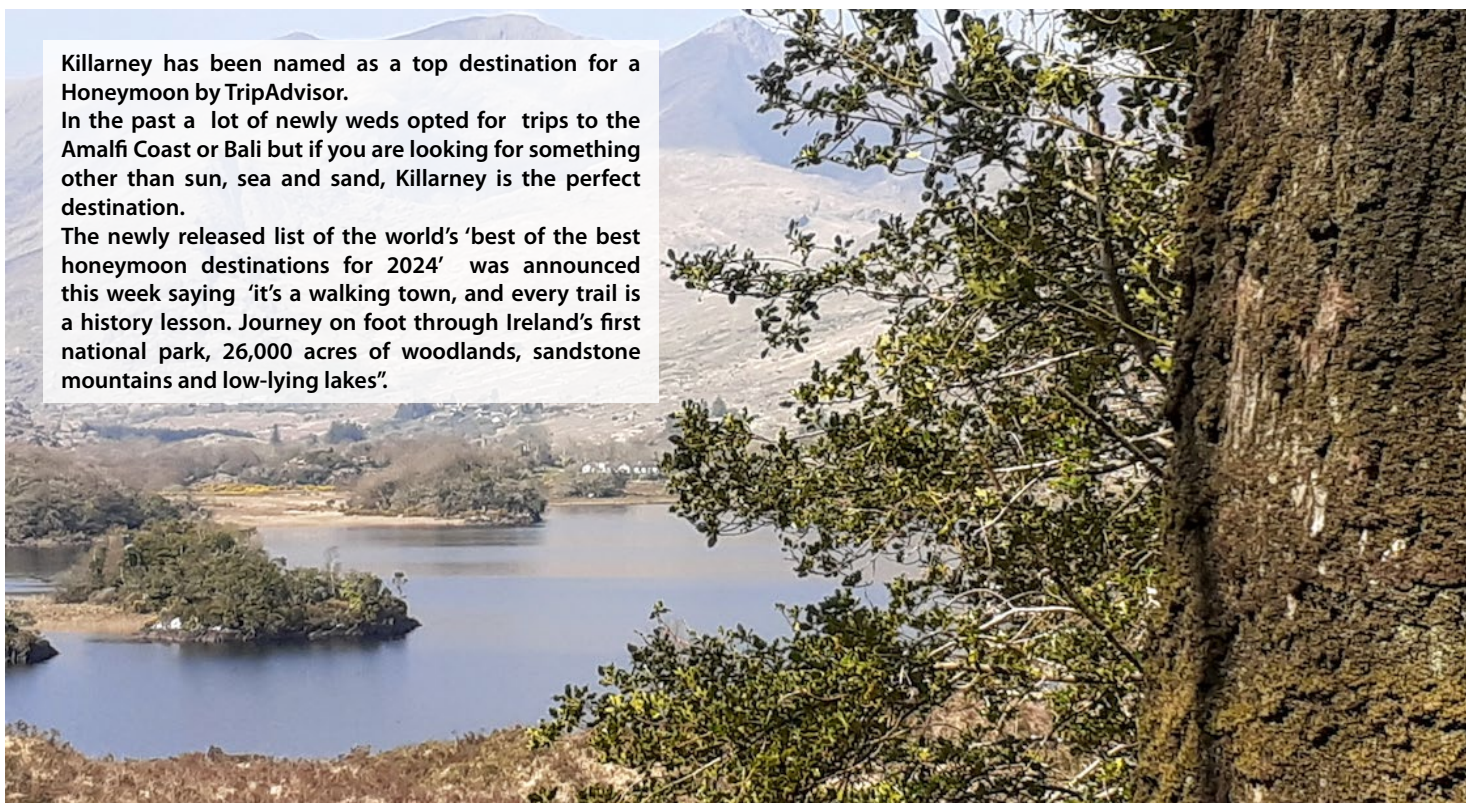 Killarney has been named as a top destination for a
Honeymoon by TripAdvisor.
In the past a lot of newly weds opted for trips to the
Amalfi Coast or Bali but if you are looking for something
other than sun, sea and sand, Killarney is the perfect
destination.
The newly released list of the world’s ‘best of the best
honeymoon destinations for 2024’ was announced
this week saying ‘it’s a walking town, and every trail is
a history lesson. Journey on foot through Ireland’s first
national park, 26,000 acres of woodlands, sandstone
mountains and low-lying lakes”.